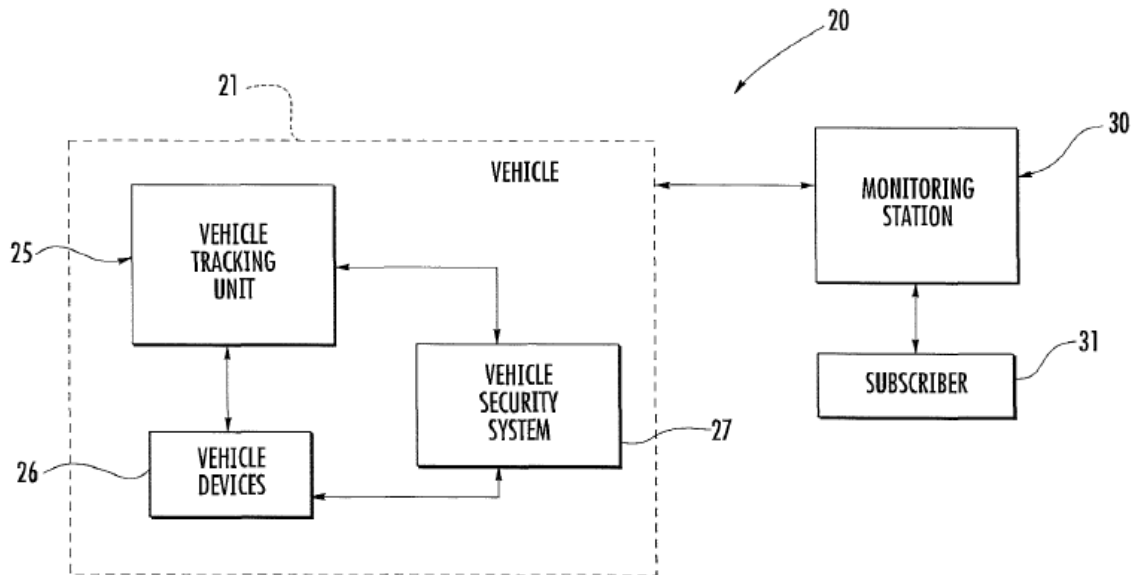 20
21
VEHICLE
30
MONITORING
STATION
25
VEHICLE
TRACKING
UNIT
31
SUBSCRIBER
VEHICLE
SECURITY
SYSTEM
27
26
VEHICLE
DEVICES